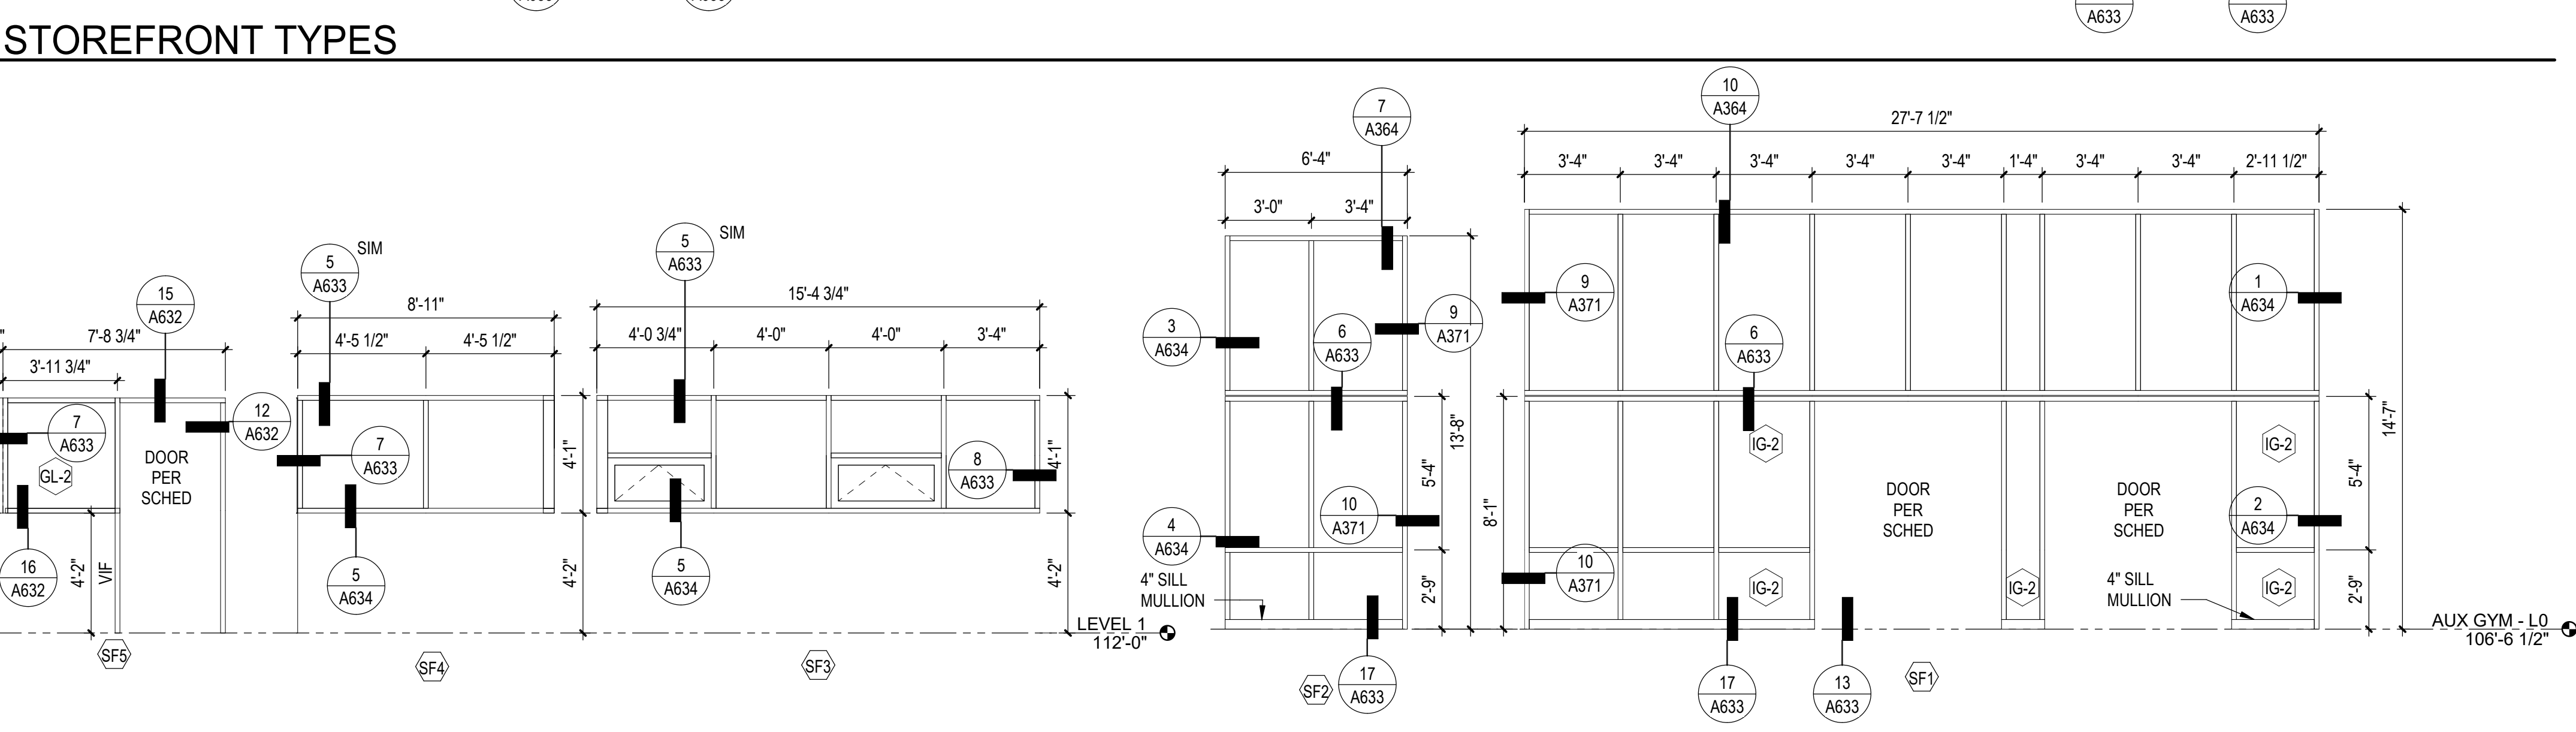 A633
A633
STOREFRONT TYPES
10
A364
7
A364
27'-7 1/2"
6'-4"
3'-4"
3'-4"
3'-4"
3'-4"
3'-4"
1'-4"
3'-4"
3'-4"
2'-11 1/2"
3'-0"
3'-4"
5
A633
SIM
5
A633
SIM
15
A632
9
A371
1
A634
8'-11"
15'-4 3/4"
3
A634
6
A633
9
A371
6
A633
7'-8 3/4"
4'-5 1/2"
4'-5 1/2"
4'-0 3/4"
4'-0"
4'-0"
3'-4"
3'-11 3/4"
12
A632
7
A633
7
A633
GL-2
DOOR
PER
SCHED
4'-1"
8
A633
4'-1"
13'-8"
14'-7"
IG-2
IG-2
5'-4"
5'-4"
8'-1"
10
A371
4
A634
DOOR
PER
SCHED
DOOR
PER
SCHED
2
A634
16
A632
4'-2"
VIF
5
A634
4'-2"
5
A634
4'-2"
4" SILL
MULLION
2'-9"
10
A371
IG-2
IG-2
4" SILL
MULLION
IG-2
2'-9"
LEVEL 1
112'-0"
AUX GYM - L0
106'-6 1/2"
SF5
SF4
SF3
SF2
17
A633
17
A633
13
A633
SF1